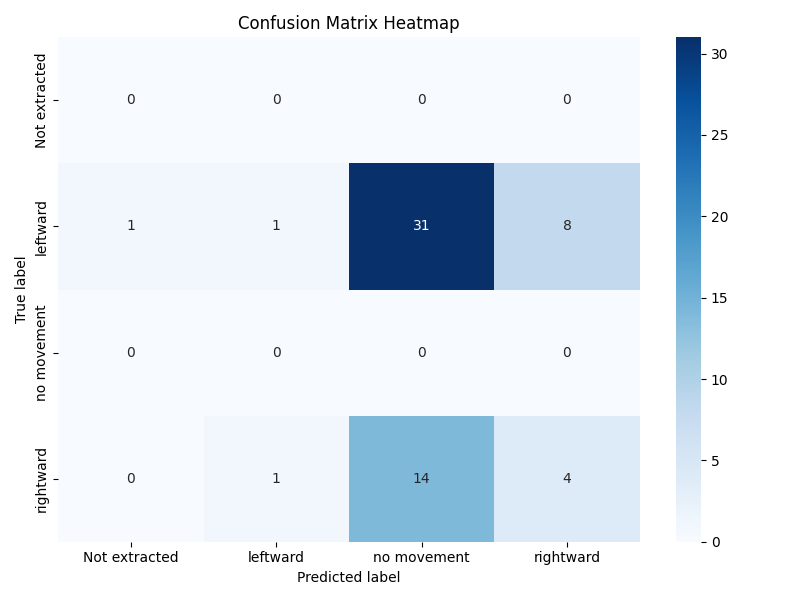 Confusion Matrix Heatmap
True label
Not extracted
0 0 0 0
leftward
1 1 31 8
no movement
0 0 0 0
rightward
0 1 14 4
Not extracted leftward no movement rightward
Predicted label
30
25
20
15
10
5
0